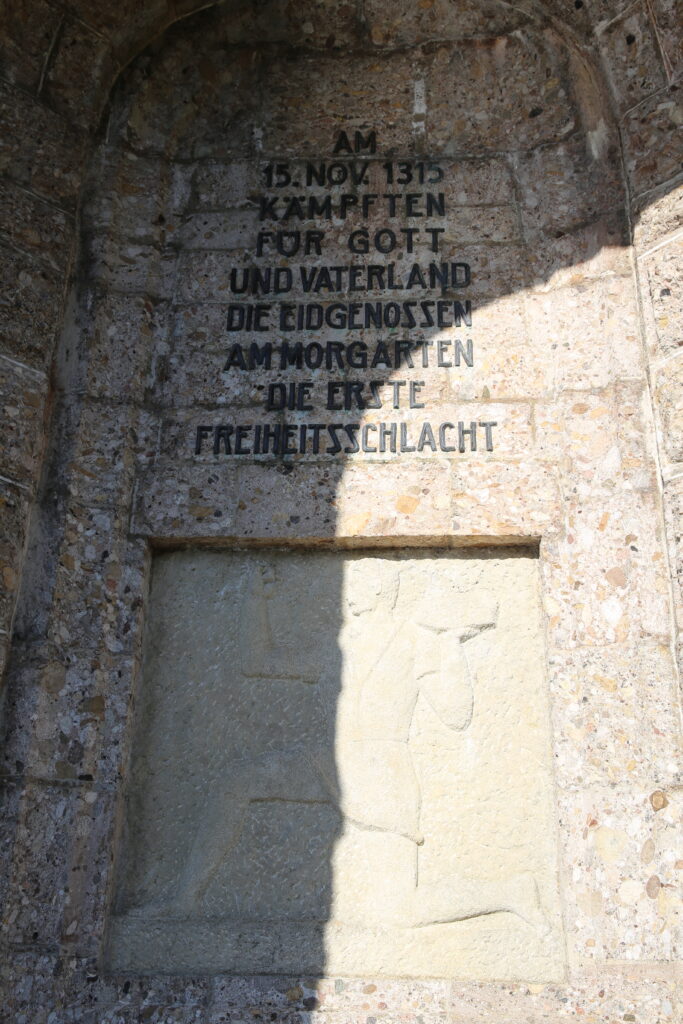 AM
15. NOV. 1315
KÄMPFTEN
FÜR GOTT
UND VATERLAND
DIE EIDGENOSSEN
AM MORGARTEN
DIE ERSTE
FREIHEITSSCHLACHT